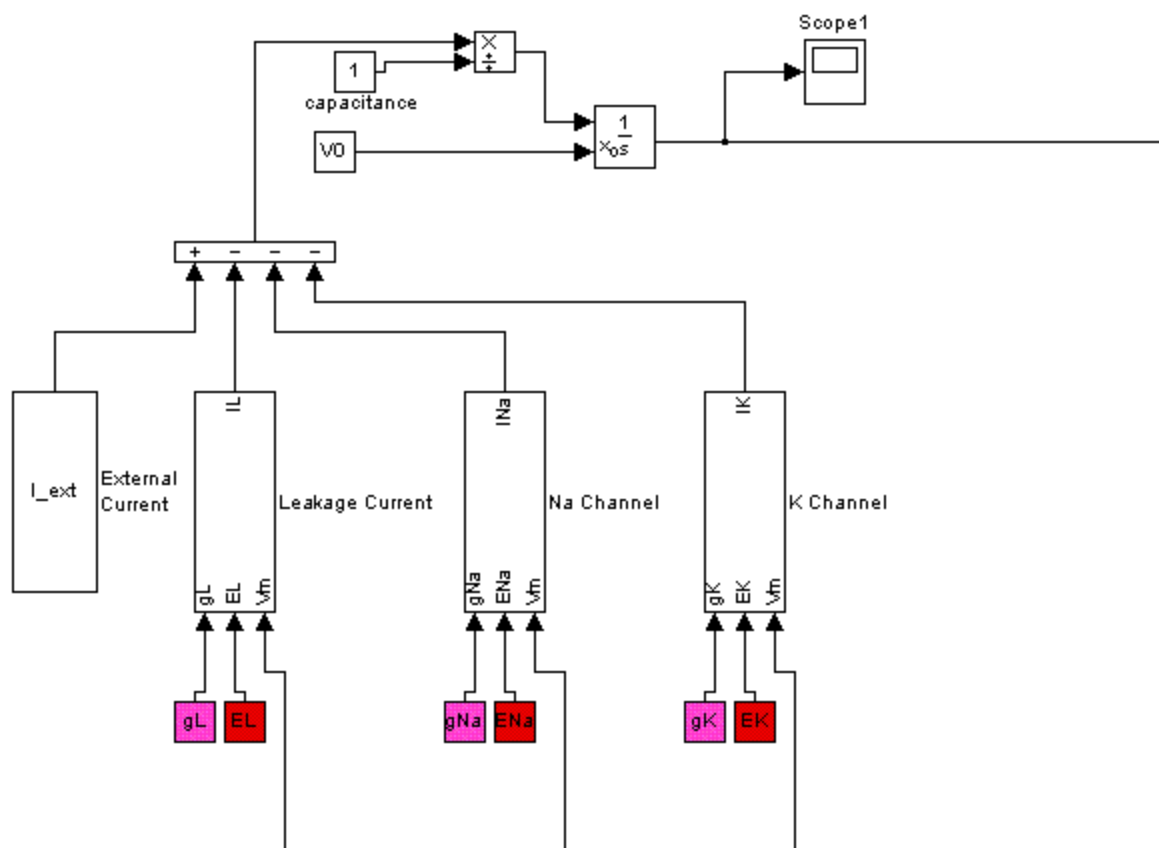 Scope1
×
÷
1
capacitance
1
xos
V0
+ − − −
IL
INa
IK
I_ext
External
Current
Leakage Current
Na Channel
K Channel
gL
EL
Vm
gNa
ENa
Vm
gK
EK
Vm
gL
EL
gNa
ENa
gK
EK